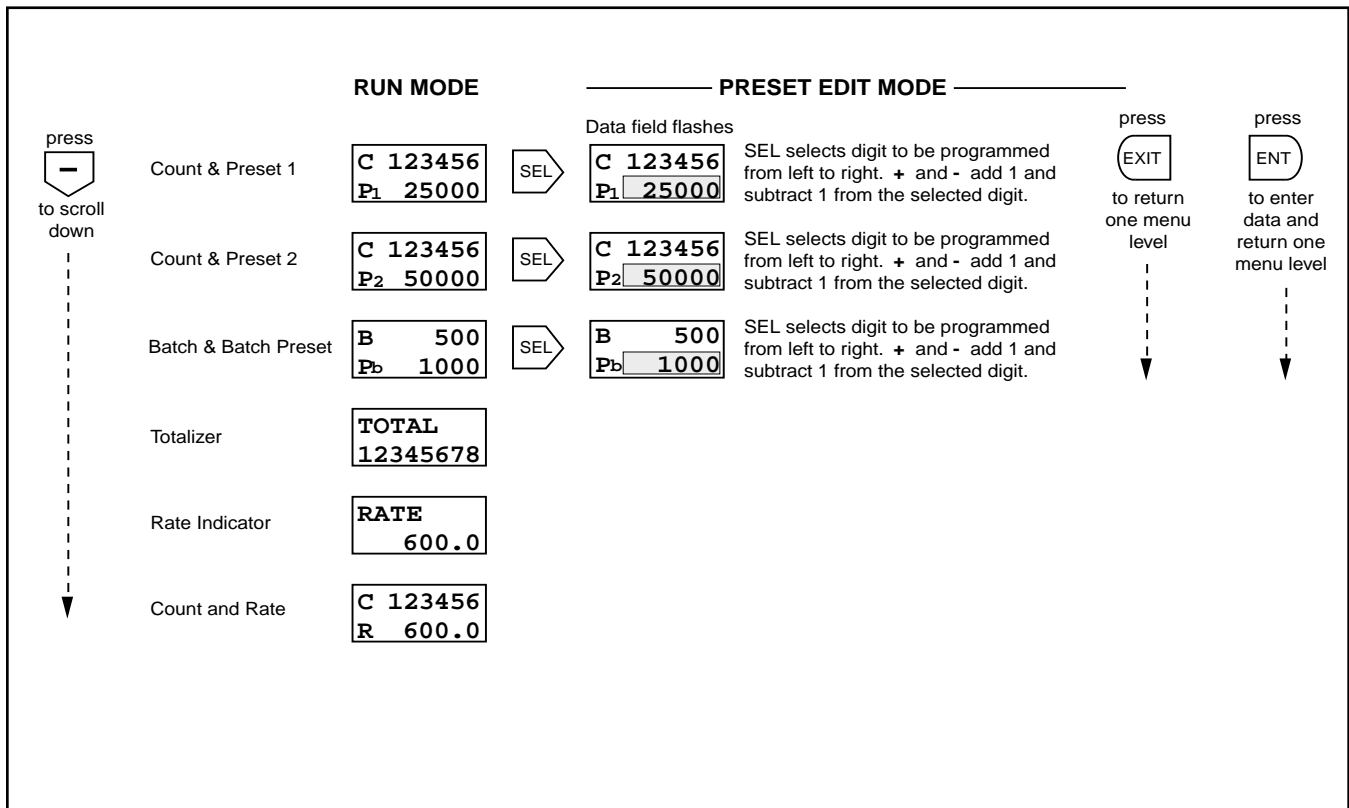 RUN MODE
PRESET EDIT MODE
press
−
to scroll
down
Count & Preset 1
C 123456
P1 25000
SEL
Data field flashes
C 123456
P1 25000
SEL selects digit to be programmed
from left to right. + and - add 1 and
subtract 1 from the selected digit.
Count & Preset 2
C 123456
P2 50000
SEL
C 123456
P2 50000
SEL selects digit to be programmed
from left to right. + and - add 1 and
subtract 1 from the selected digit.
Batch & Batch Preset
B 500
Pb 1000
SEL
B 500
Pb 1000
SEL selects digit to be programmed
from left to right. + and - add 1 and
subtract 1 from the selected digit.
Totalizer
TOTAL
12345678
Rate Indicator
RATE
600.0
Count and Rate
C 123456
R 600.0
press
EXIT
to return
one menu
level
press
ENT
to enter
data and
return one
menu level